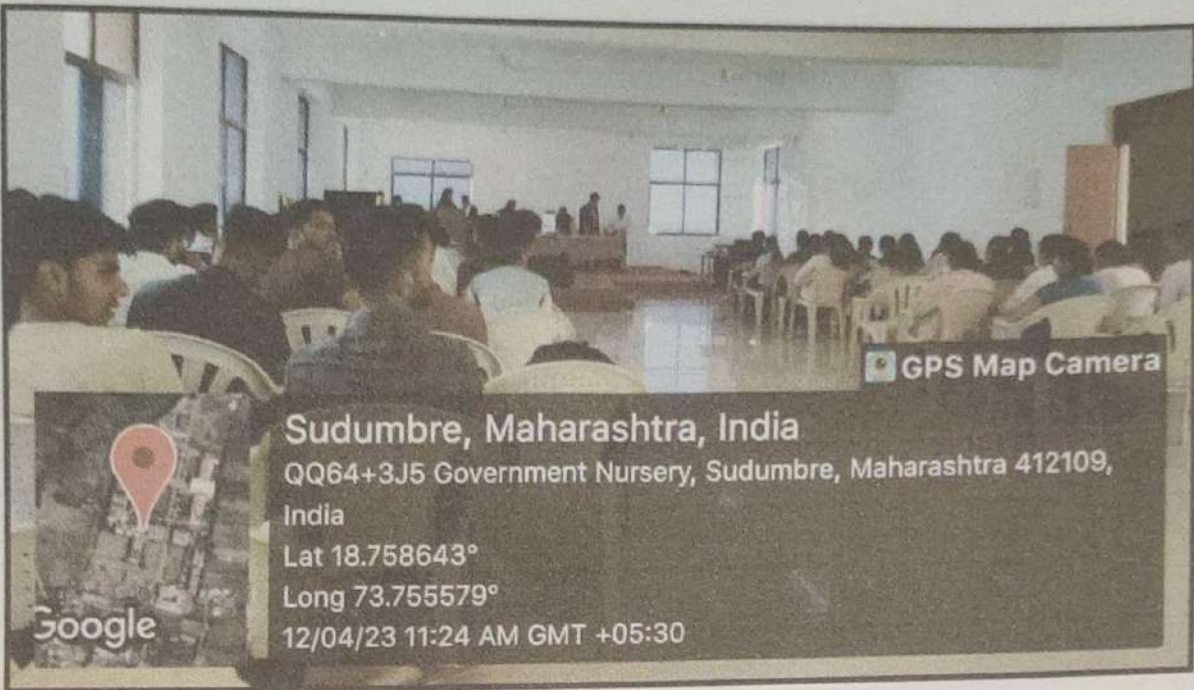 GPS Map Camera
Sudumbre, Maharashtra, India
QQ64+3J5 Government Nursery, Sudumbre, Maharashtra 412109,
India
Lat 18.758643°
Long 73.755579°
12/04/23 11:24 AM GMT +05:30
Google